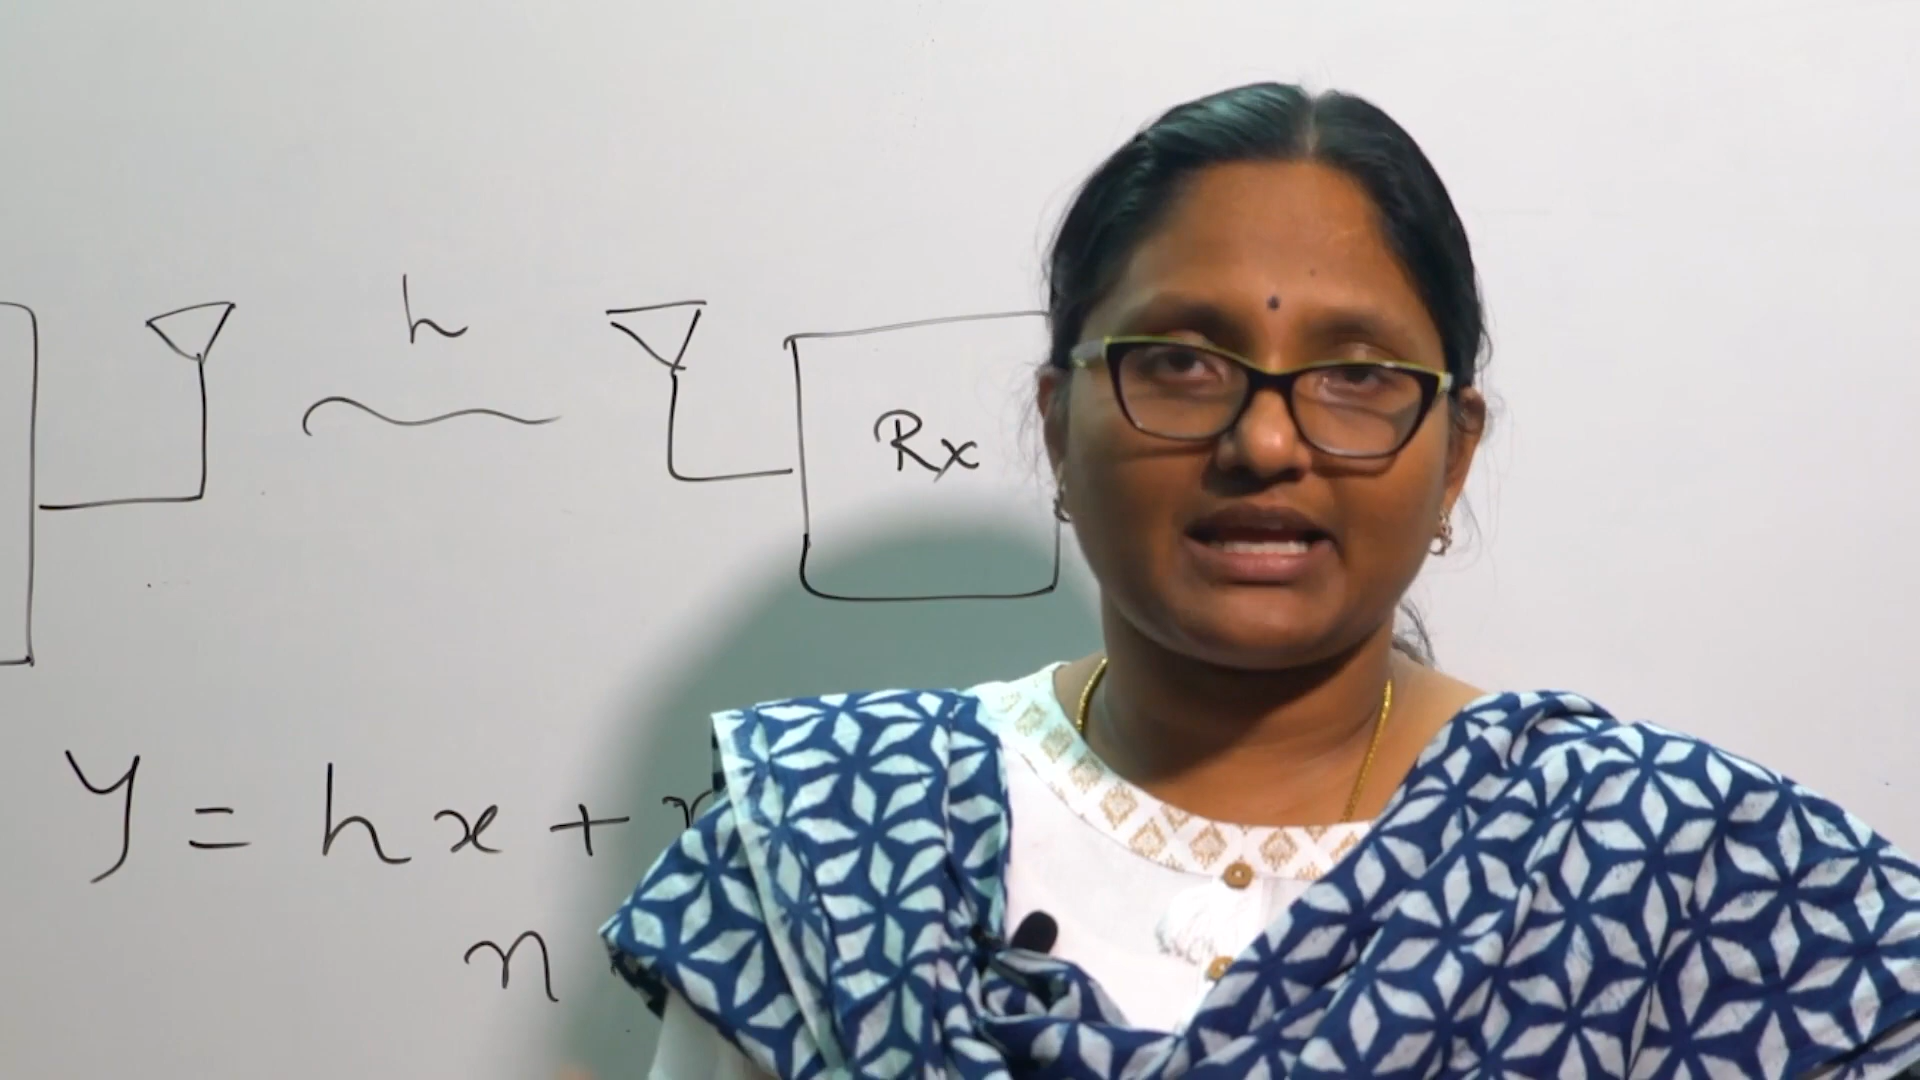 h
Rx
y = hx +
n